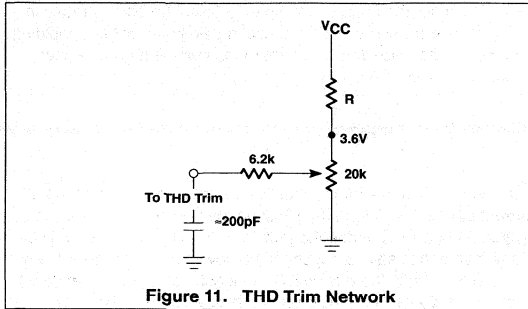 VCC
R
3.6V
6.2k
20k
To THD Trim
≈200pF
Figure 11. THD Trim Network